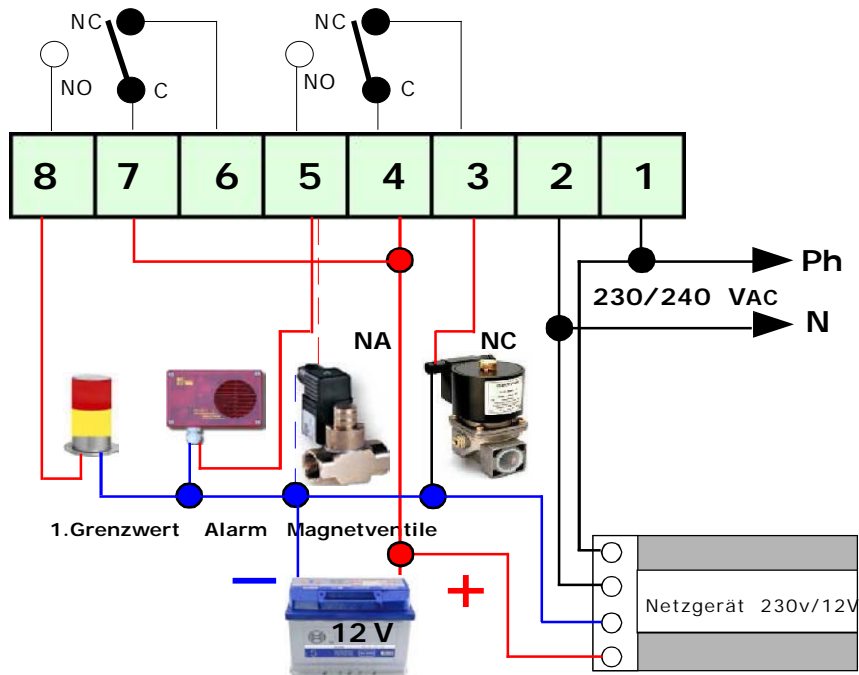 NC NC
NO C NO C
8 7 6 5 4 3 2 1
Ph
230/240 VAC
N
NA NC
1.Grenzwert Alarm Magnetventile
− +
12 V
Netzgerät 230v/12V